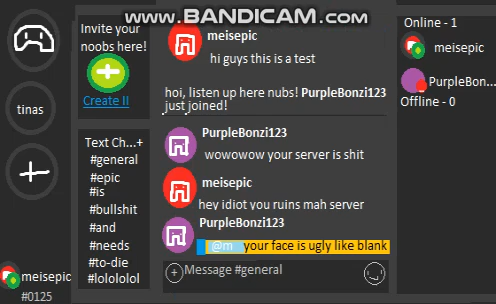 www.BANDICAM.com
Invite your
noobs here!
Create II
tinas
Text Ch...+
#general
#epic
#is
#bullshit
#and
#needs
#to-die
#lolololol
meisepic
#0125
meisepic
hi guys this is a test
hoi, listen up here nubs! PurpleBonzi123
just joined!
PurpleBonzi123
wowowow your server is shit
meisepic
hey idiot you ruins mah server
PurpleBonzi123
@m your face is ugly like blank
Message #general
Online - 1
meisepic
PurpleBon...
Offline - 0